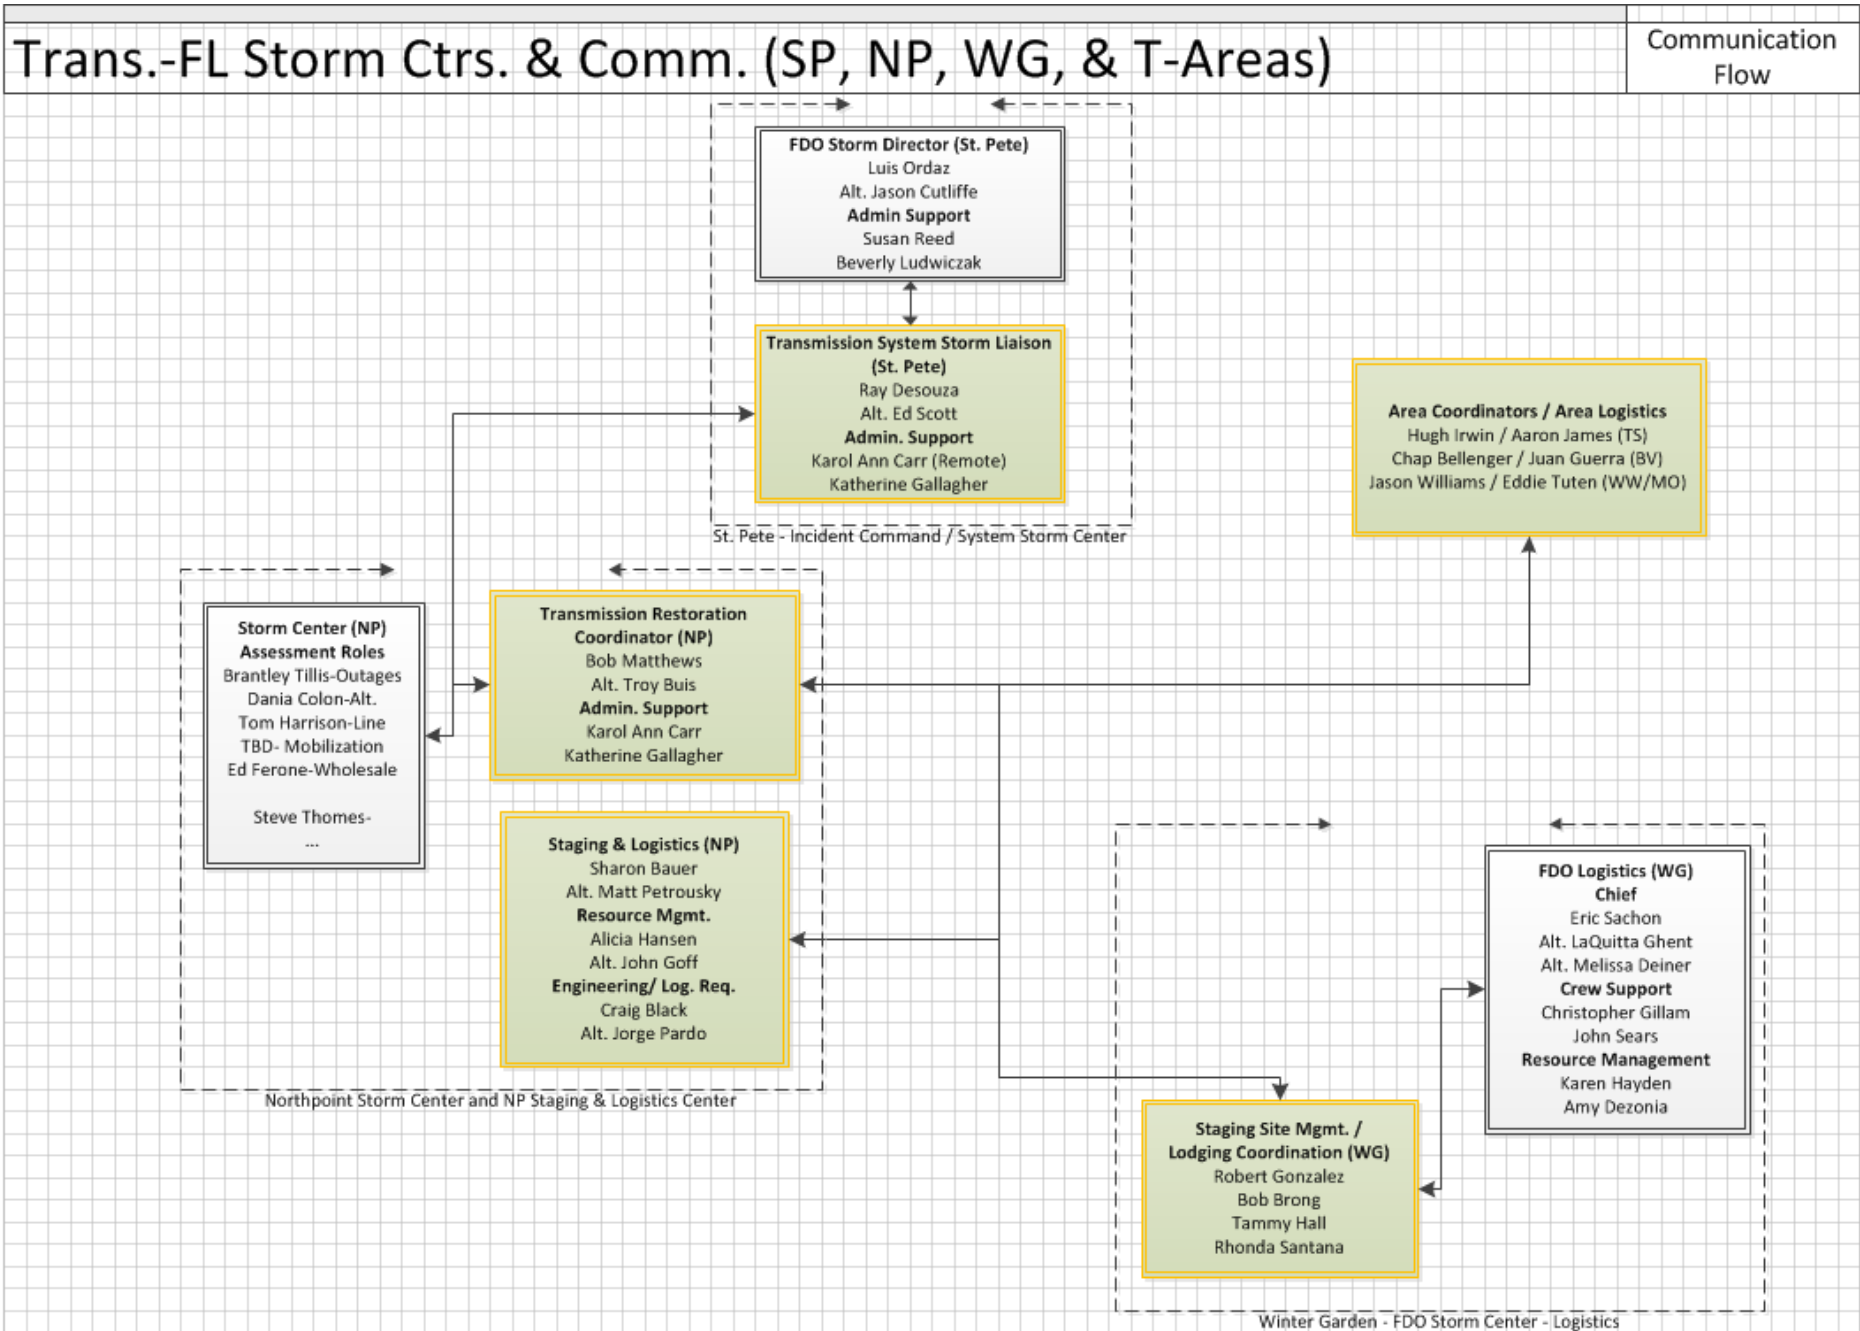 Trans.-FL Storm Ctrs. & Comm. (SP, NP, WG, & T-Areas)
Communication
Flow
FDO Storm Director (St. Pete)
Luis Ordaz
Alt. Jason Cutliffe
Admin Support
Susan Reed
Beverly Ludwiczak
Transmission System Storm Liaison
(St. Pete)
Ray Desouza
Alt. Ed Scott
Admin. Support
Karol Ann Carr (Remote)
Katherine Gallagher
St. Pete - Incident Command / System Storm Center
Area Coordinators / Area Logistics
Hugh Irwin / Aaron James (TS)
Chap Bellenger / Juan Guerra (BV)
Jason Williams / Eddie Tuten (WW/MO)
Storm Center (NP)
Assessment Roles
Brantley Tillis-Outages
Dania Colon-Alt.
Tom Harrison-Line
TBD- Mobilization
Ed Ferone-Wholesale
Steve Thomes-
...
Transmission Restoration
Coordinator (NP)
Bob Matthews
Alt. Troy Buis
Admin. Support
Karol Ann Carr
Katherine Gallagher
Staging & Logistics (NP)
Sharon Bauer
Alt. Matt Petrousky
Resource Mgmt.
Alicia Hansen
Alt. John Goff
Engineering/ Log. Req.
Craig Black
Alt. Jorge Pardo
Northpoint Storm Center and NP Staging & Logistics Center
FDO Logistics (WG)
Chief
Eric Sachon
Alt. LaQuitta Ghent
Alt. Melissa Deiner
Crew Support
Christopher Gillam
John Sears
Resource Management
Karen Hayden
Amy Dezonia
Staging Site Mgmt. /
Lodging Coordination (WG)
Robert Gonzalez
Bob Brong
Tammy Hall
Rhonda Santana
Winter Garden - FDO Storm Center - Logistics